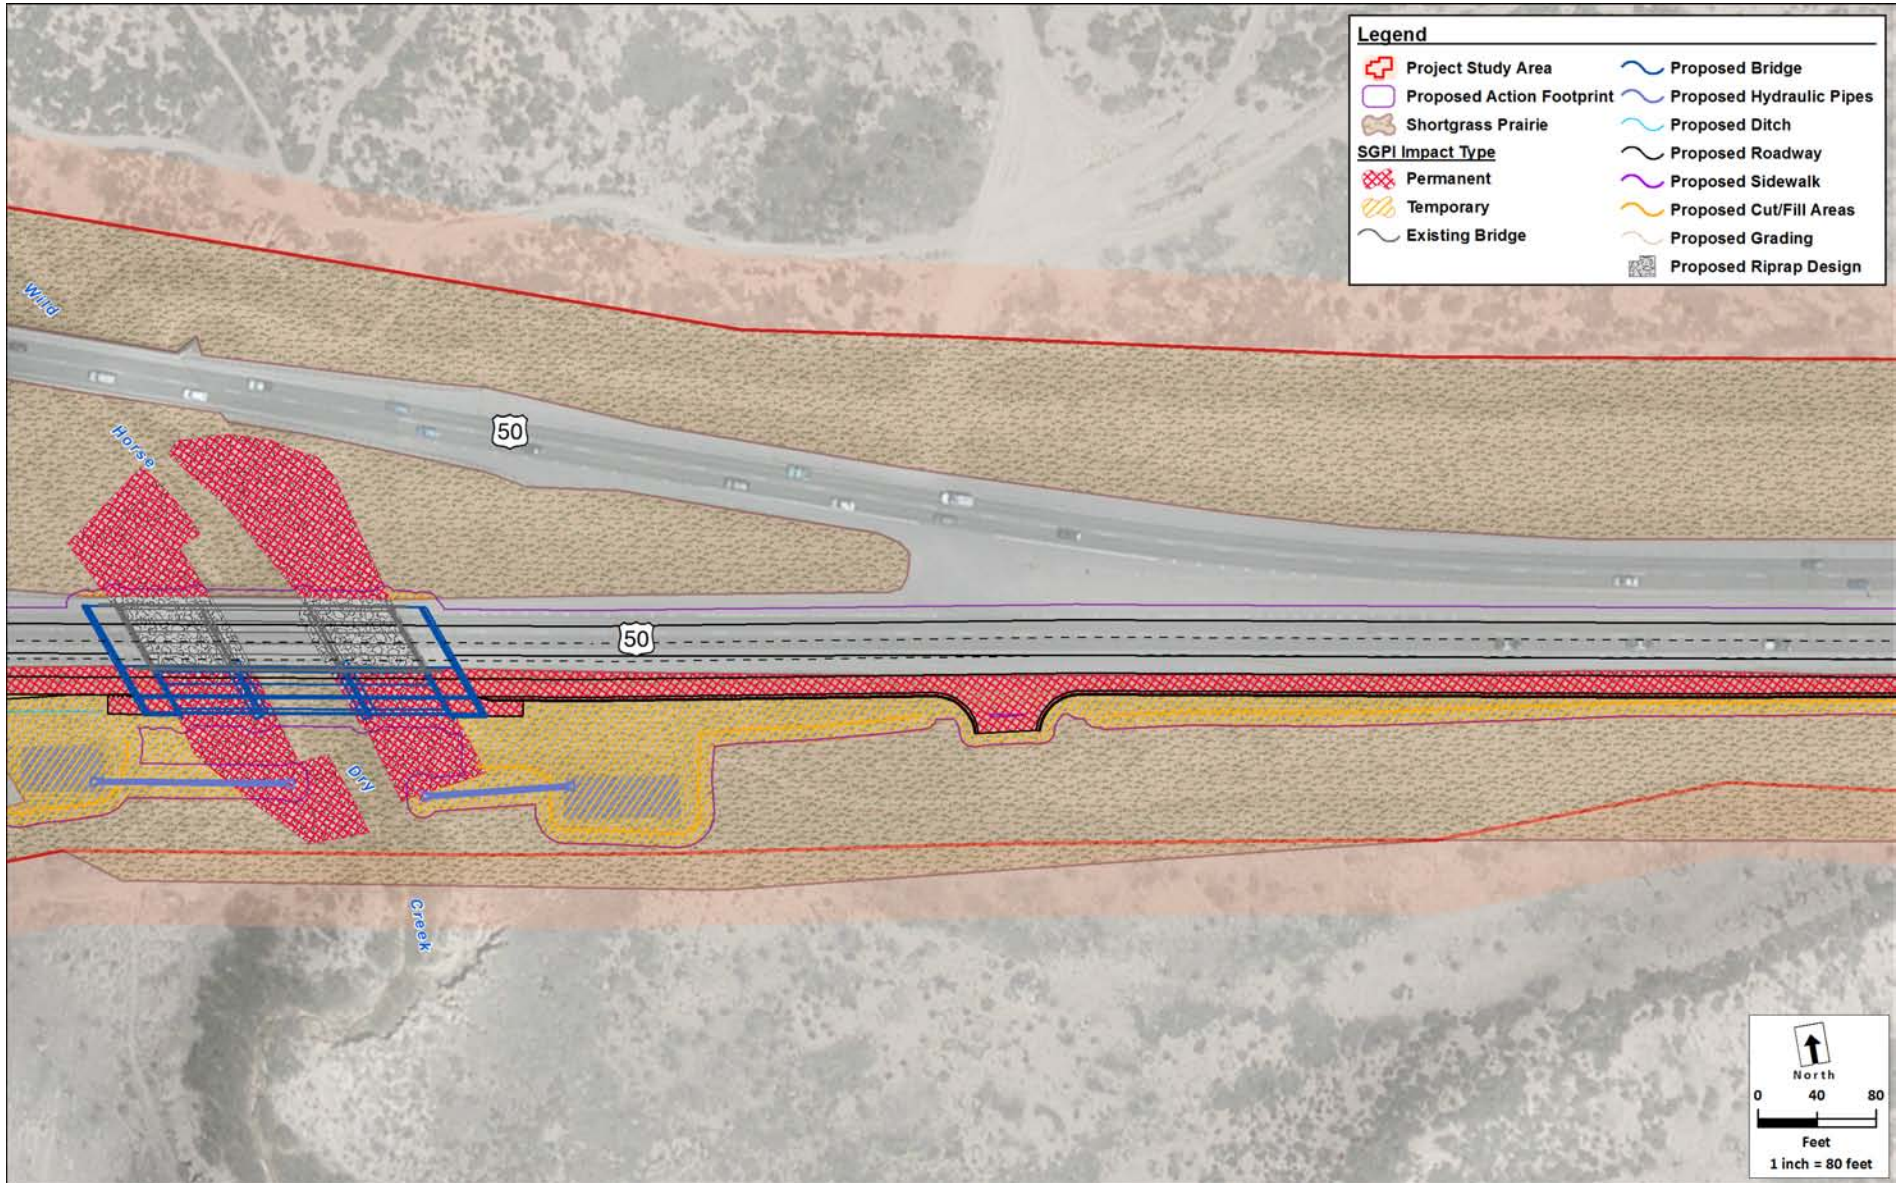 Legend
Project Study Area
Proposed Action Footprint
Shortgrass Prairie
SGPI Impact Type
Permanent
Temporary
Existing Bridge
Proposed Bridge
Proposed Hydraulic Pipes
Proposed Ditch
Proposed Roadway
Proposed Sidewalk
Proposed Cut/Fill Areas
Proposed Grading
Proposed Riprap Design
Wild
Horse
50
50
Dry
Creek
North
0 40 80
Feet
1 inch = 80 feet